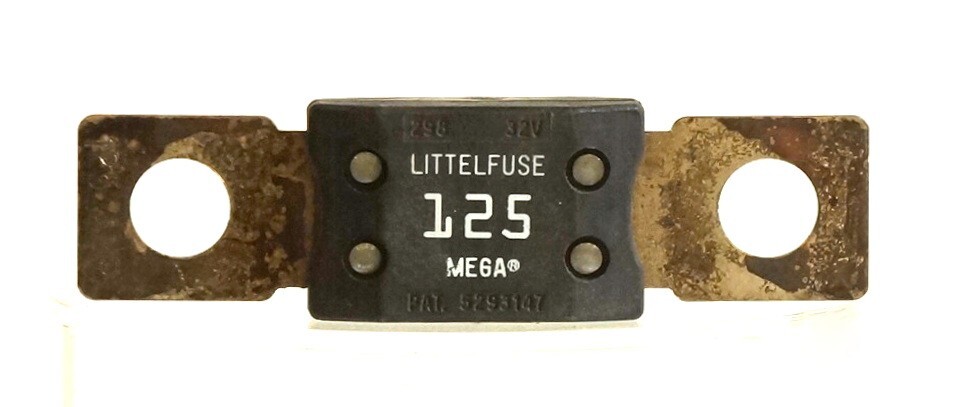 298 32V
LITTELFUSE
125
MEGA®
PAT. 5293147